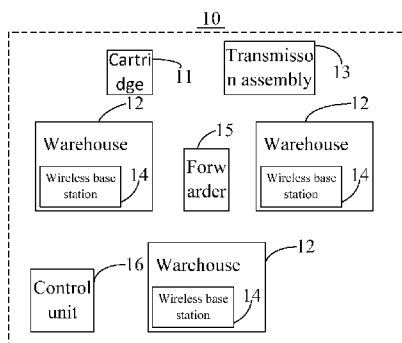 10
Cartri
dge
11
Transmisso
n assembly
13
12
Warehouse
Wireless base
station
14
15
Forw
arder
12
Warehouse
Wireless base
station
14
Control
unit
16
12
Warehouse
Wireless base
station
14